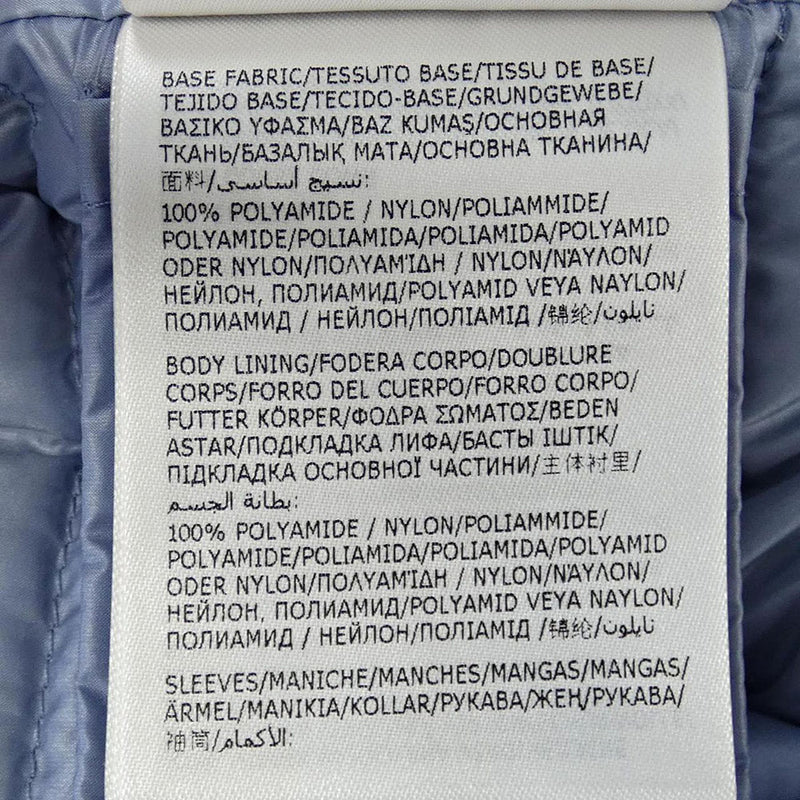 BASE FABRIC/TESSUTO BASE/TISSU DE BASE/
TEJIDO BASE/TECIDO-BASE/GRUNDGEWEBE/
ΒΑΣΙΚΟ ΥΦΑΣΜΑ/BAZ KUMAŞ/ОСНОВНАЯ
ТКАНЬ/БАЗАЛЫҚ МАТА/ОСНОВНА ТКАНИНА/
面料/نسيج أساسي:
100% POLYAMIDE / NYLON/POLIAMMIDE/
POLYAMIDE/POLIAMIDA/POLIAMIDA/POLYAMID
ODER NYLON/ΠΟΛΥΑΜΊΔΗ / NYLON/ΝΆΥΛΟΝ/
НЕЙЛОН, ПОЛИАМИД/POLYAMID VEYA NAYLON/
ПОЛИАМИД / НЕЙЛОН/ПОЛІАМІД /锦纶/نايلون
BODY LINING/FODERA CORPO/DOUBLURE
CORPS/FORRO DEL CUERPO/FORRO CORPO/
FUTTER KÖRPER/ΦΟΔΡΑ ΣΩΜΑΤΟΣ/BEDEN
ASTAR/ПОДКЛАДКА ЛИФА/БАСТЫ ІШТІК/
ПІДКЛАДКА ОСНОВНОЇ ЧАСТИНИ/主体衬里/
بطانة الجسم:
100% POLYAMIDE / NYLON/POLIAMMIDE/
POLYAMIDE/POLIAMIDA/POLIAMIDA/POLYAMID
ODER NYLON/ΠΟΛΥΑΜΊΔΗ / NYLON/ΝΆΥΛΟΝ/
НЕЙЛОН, ПОЛИАМИД/POLYAMID VEYA NAYLON/
ПОЛИАМИД / НЕЙЛОН/ПОЛІАМІД /锦纶/نايلون
SLEEVES/MANICHE/MANCHES/MANGAS/MANGAS/
ÄRMEL/ΜΑΝΙΚΙΑ/KOLLAR/РУКАВА/ЖЕҢ/РУКАВА/
袖筒/الأكمام: